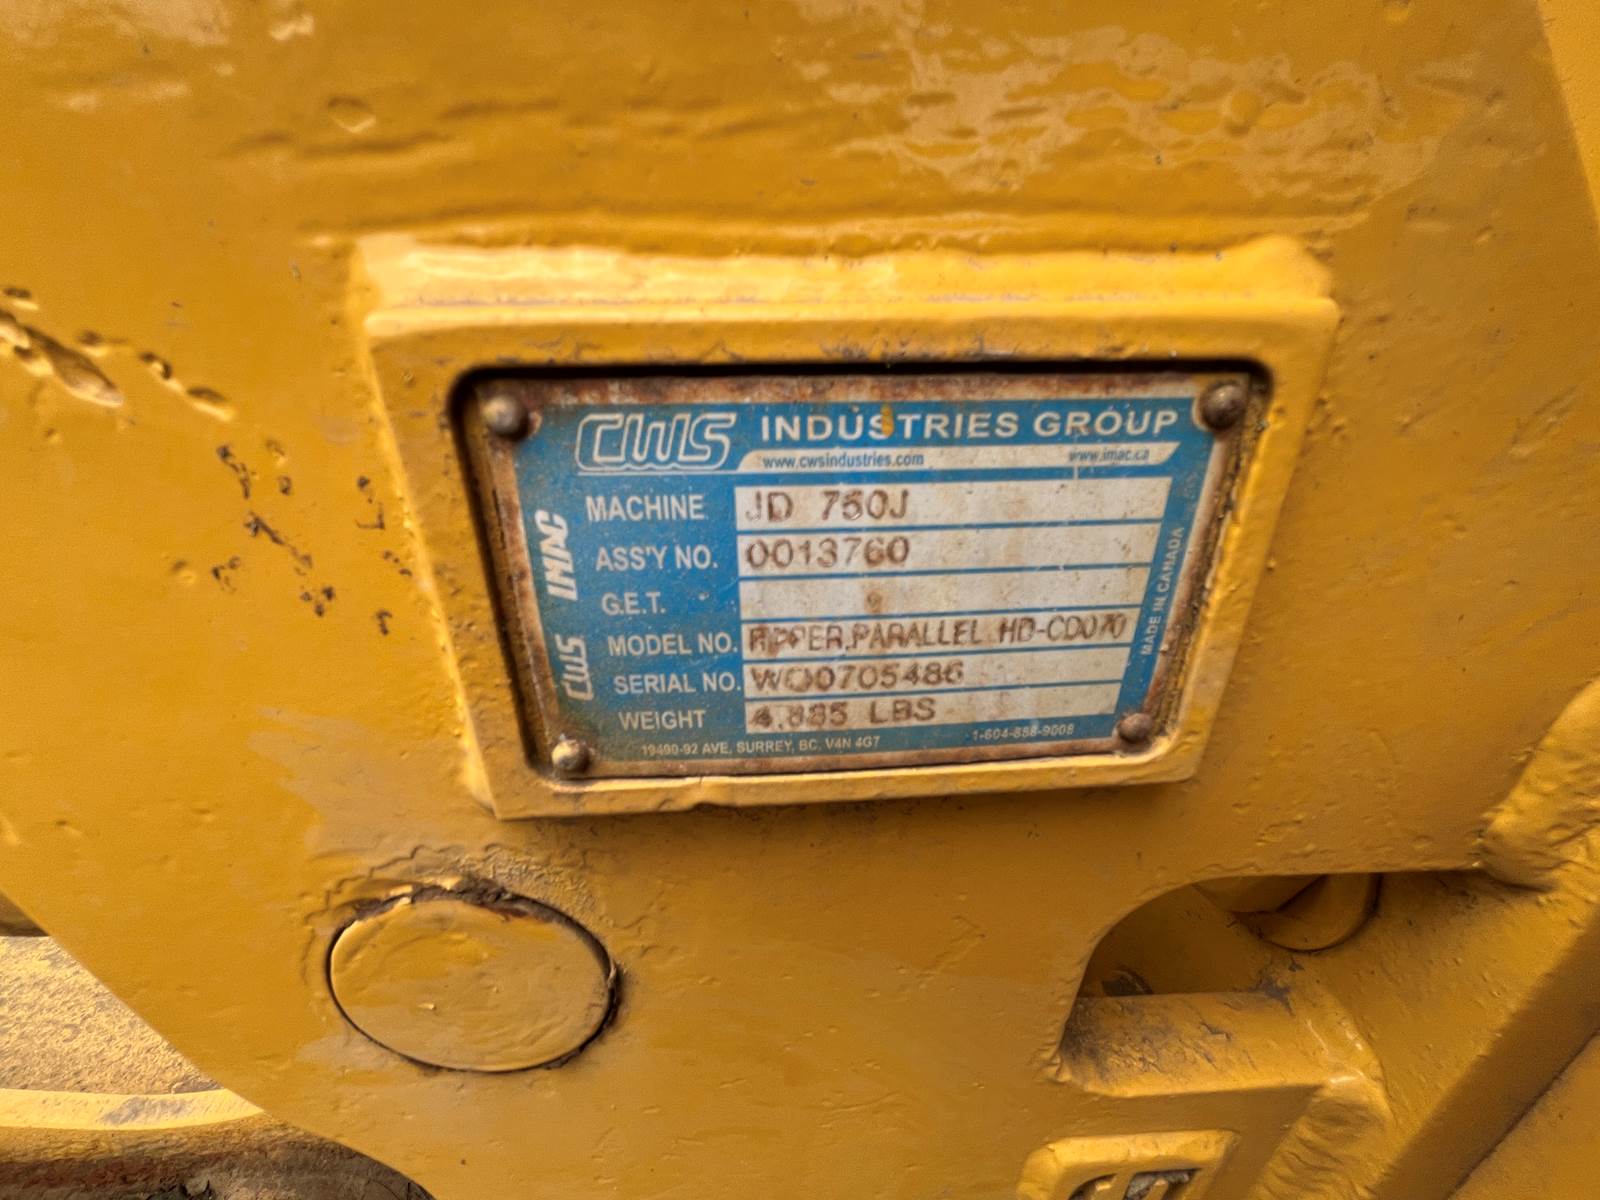 CWS INDUSTRIES GROUP
www.cwsindustries.com www.imac.ca
MACHINE JD 750J
ASS'Y NO. 0013760
G.E.T.
MODEL NO. RIPPER,PARALLEL HD-CD070
SERIAL NO. WO0705486
WEIGHT 4,885 LBS
19490-92 AVE, SURREY, BC, V4N 4G7 1-604-888-9008
CWS IMAC
MADE IN CANADA